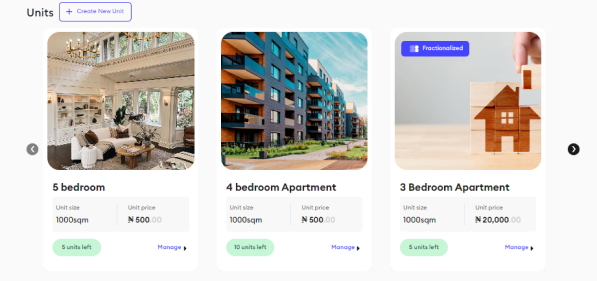 Units
+ Create New Unit
Fractionalized
5 bedroom
Unit size
Unit price
1000sqm
₦ 500.00
5 units left
Manage
4 bedroom Apartment
Unit size
Unit price
1000sqm
₦ 500.00
10 units left
Manage
3 Bedroom Apartment
Unit size
Unit price
1000sqm
₦ 20,000.00
5 units left
Manage